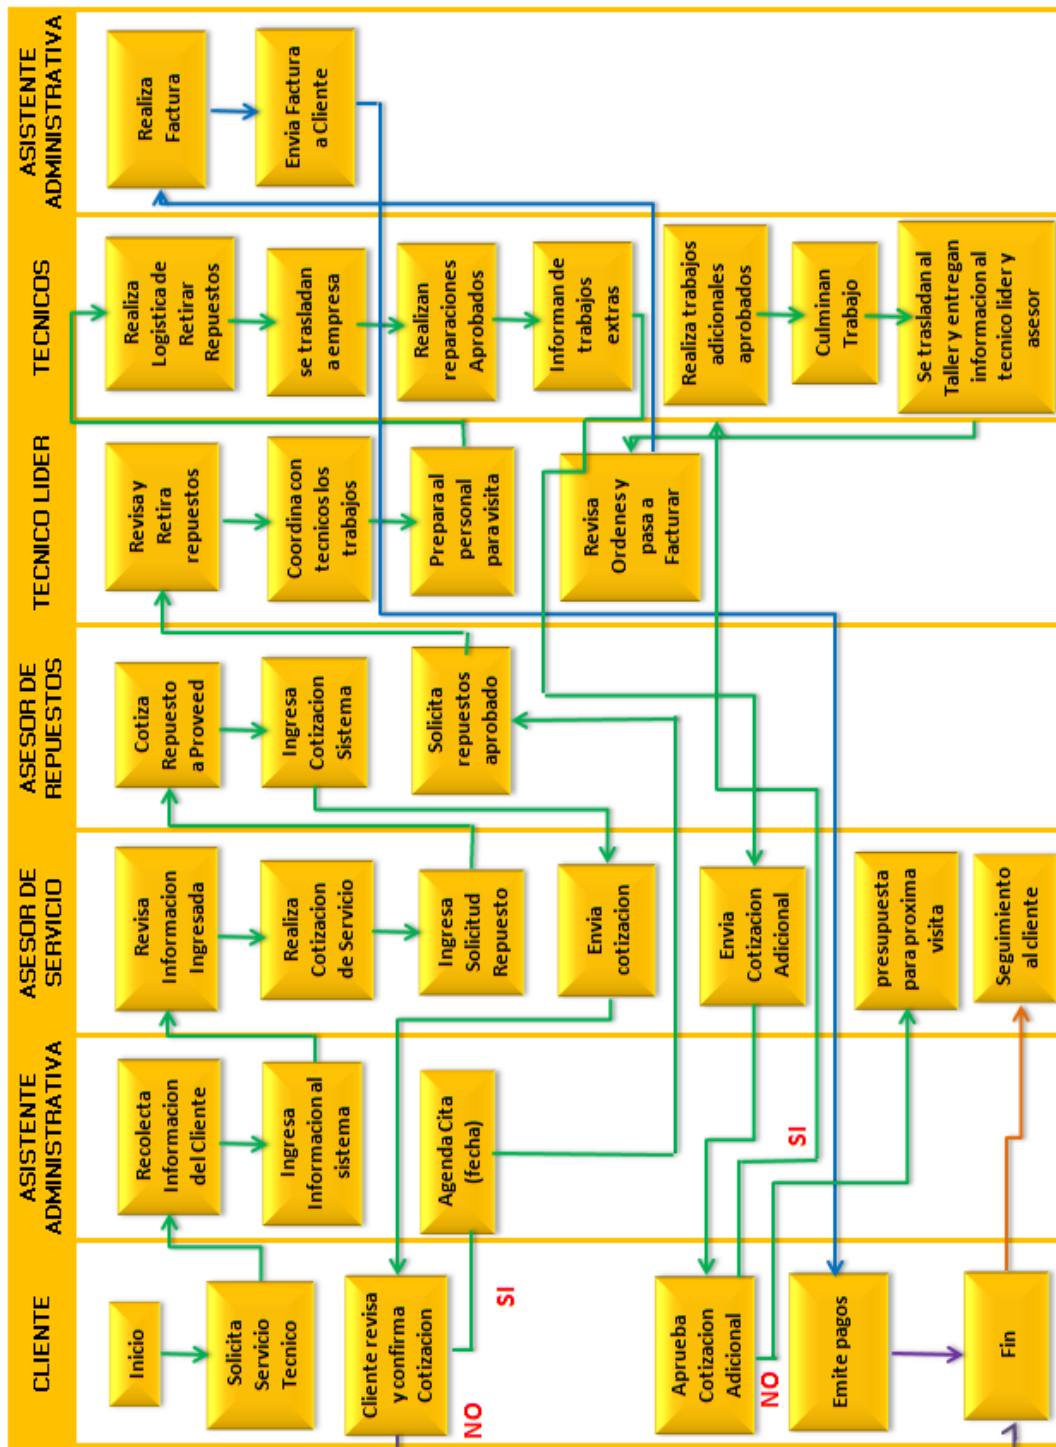 CLIENTE
Inicio
Solicita
Servicio
Tecnico
Cliente revisa
y confirma
Cotizacion
NO
SI
Aprueba
Cotizacion
Adicional
NO
Emite pagos
Fin
ASISTENTE
ADMINISTRATIVA
Recolecta
Informacion
del Cliente
Ingresa
Informacion al
sistema
Agenda Cita
(fecha)
SI
ASESOR DE
SERVICIO
Revisa
Informacion
Ingresada
Realiza
Cotizacion
de Servicio
Ingresa
Solicitud
Repuesto
Envia
cotizacion
Envia
Cotizacion
Adicional
presupuesta
para proxima
visita
Seguimiento
al cliente
ASESOR DE
REPUESTOS
Cotiza
Repuesto
a Proveed
Ingresa
Cotizacion
Sistema
Solicita
repuestos
aprobado
TECNICO LIDER
Revisa y
Retira
repuestos
Coordina con
tecnicos los
trabajos
Prepara al
personal
para visita
Revisa
Ordenes y
pasa a
Facturar
TECNICOS
Realiza
Logistica de
Retirar
Repuestos
se trasladan
a empresa
Realizan
reparaciones
Aprobados
Informan de
trabajos
extras
Realiza trabajos
adicionales
aprobados
Culminan
Trabajo
Se trasladan al
Taller y entregan
informacion al
tecnico lider y
asesor
ASISTENTE
ADMINISTRATIVA
Realiza
Factura
Envia Factura
a Cliente